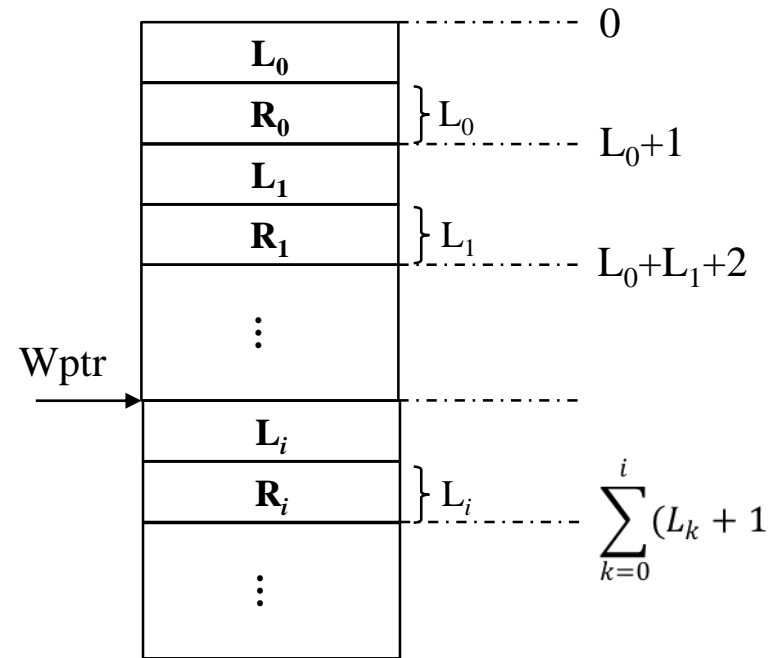 0
L₀
R₀ L₀
L₀+1
L₁
R₁ L₁
L₀+L₁+2
⋮
Wptr
Lᵢ
Rᵢ Lᵢ
i
∑(Lₖ + 1
k=0
⋮